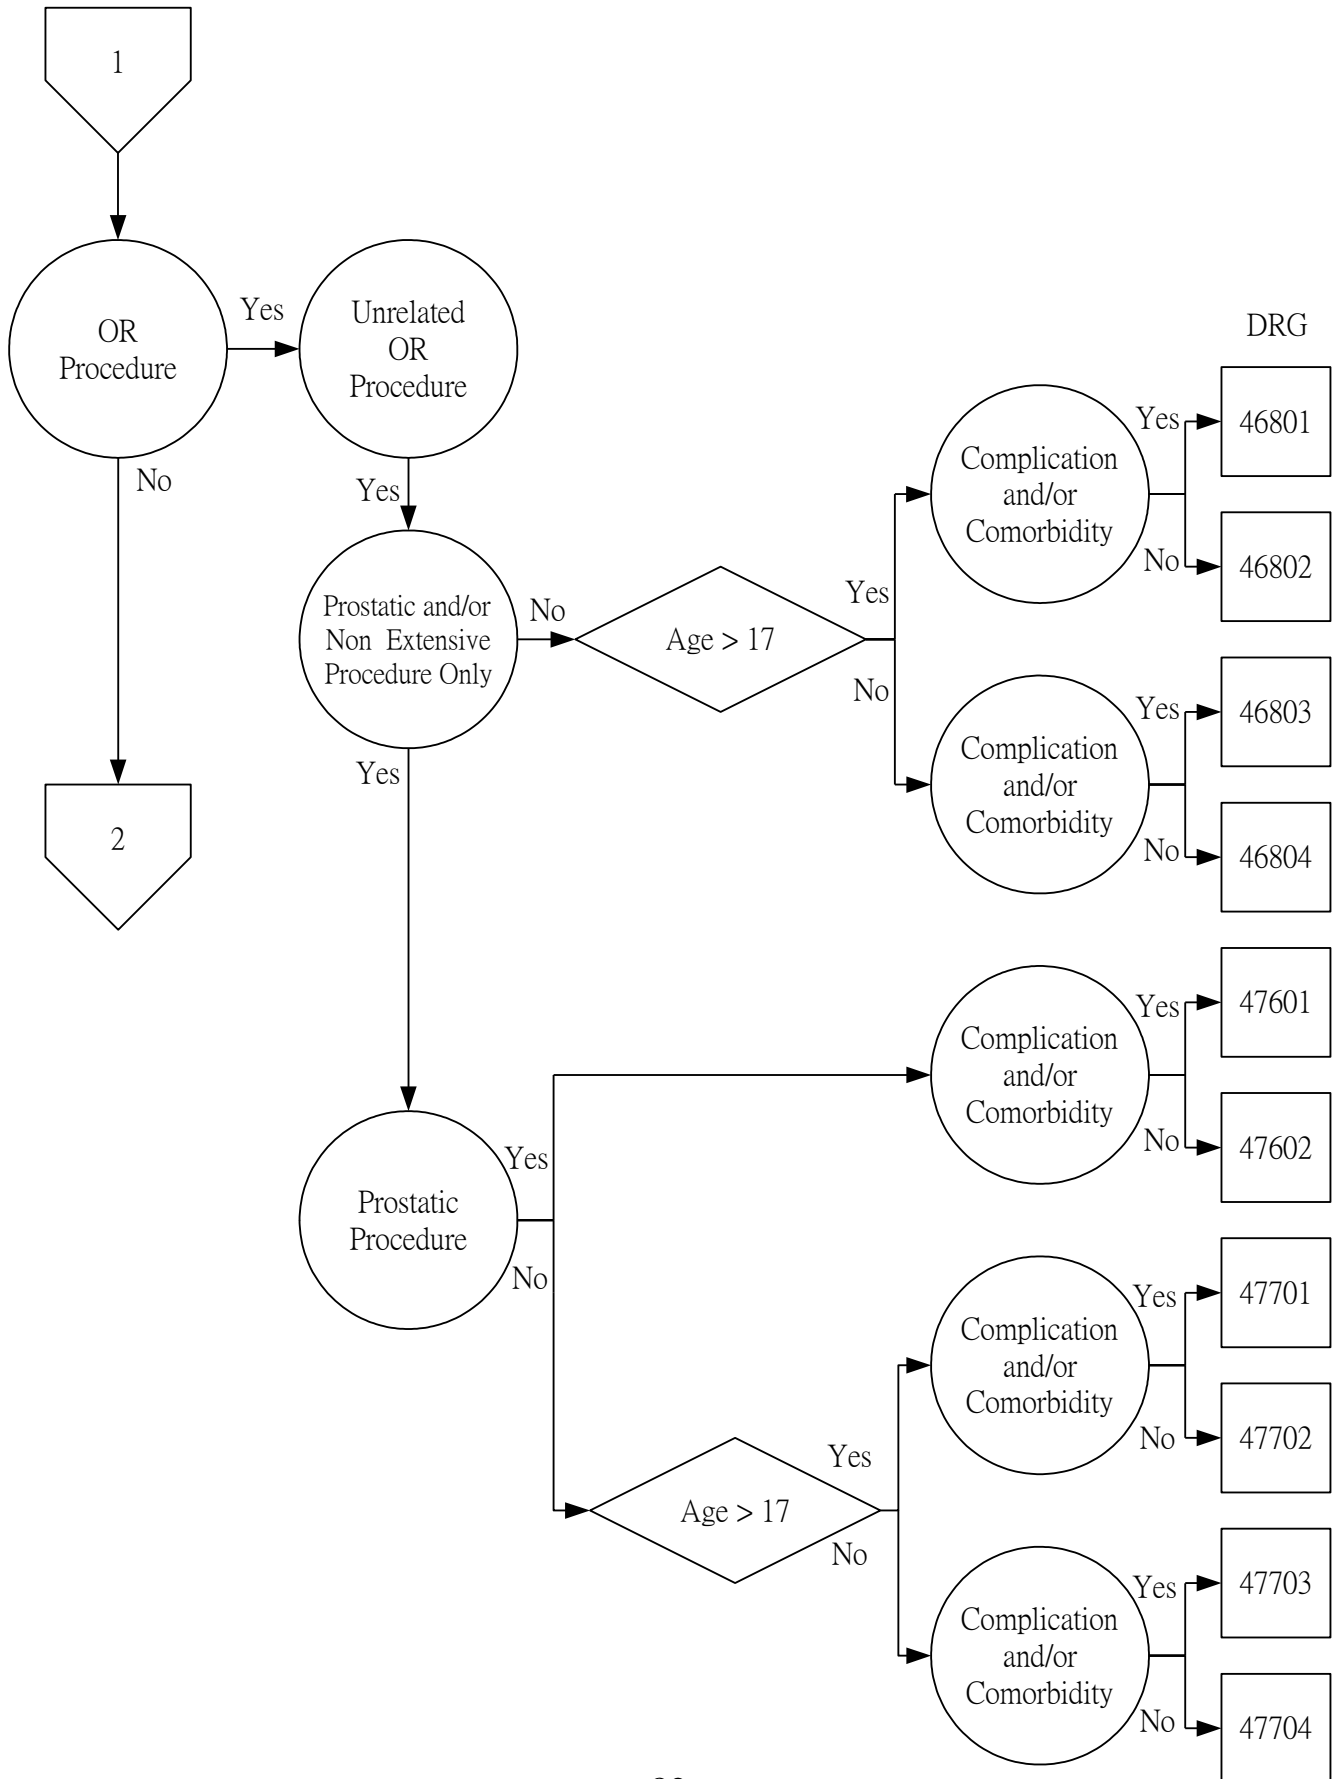 1
OR
Procedure
Yes
No
Unrelated
OR
Procedure
Yes
2
Prostatic and/or
Non Extensive
Procedure Only
No
Yes
Age > 17
Yes
No
DRG
Complication
and/or
Comorbidity
Yes
46801
No
46802
Complication
and/or
Comorbidity
Yes
46803
No
46804
Prostatic
Procedure
Yes
No
Complication
and/or
Comorbidity
Yes
47601
No
47602
Age > 17
Yes
No
Complication
and/or
Comorbidity
Yes
47701
No
47702
Complication
and/or
Comorbidity
Yes
47703
No
47704